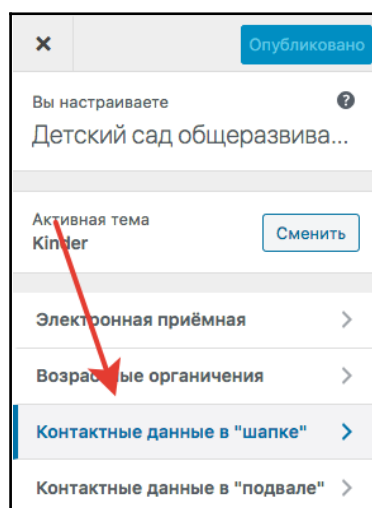 Опубликовано
Вы настраиваете
Детский сад общеразвива...
Активная тема
Kinder
Сменить
Электронная приёмная
Возрастные органичения
Контактные данные в "шапке"
Контактные данные в "подвале"